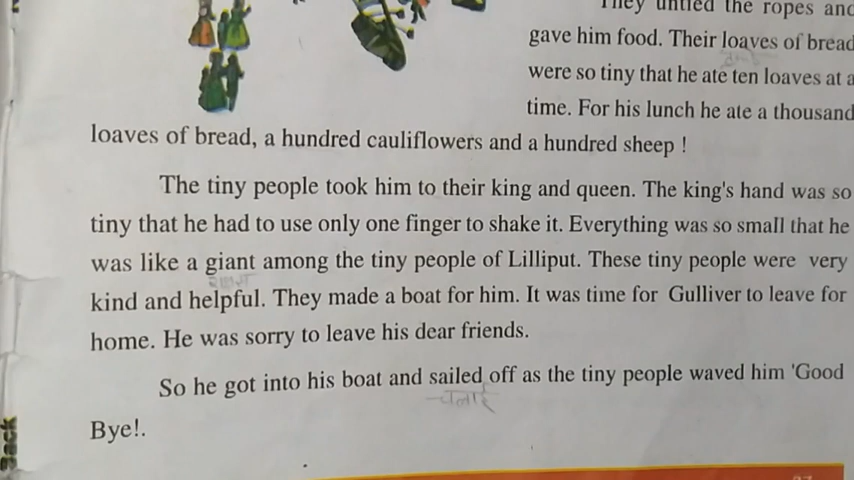 They untied the ropes and
gave him food. Their loaves of bread
were so tiny that he ate ten loaves at a
time. For his lunch he ate a thousand
loaves of bread, a hundred cauliflowers and a hundred sheep !
The tiny people took him to their king and queen. The king's hand was so
tiny that he had to use only one finger to shake it. Everything was so small that he
was like a giant among the tiny people of Lilliput. These tiny people were very
kind and helpful. They made a boat for him. It was time for Gulliver to leave for
home. He was sorry to leave his dear friends.
So he got into his boat and sailed off as the tiny people waved him 'Good
Bye!.
Back